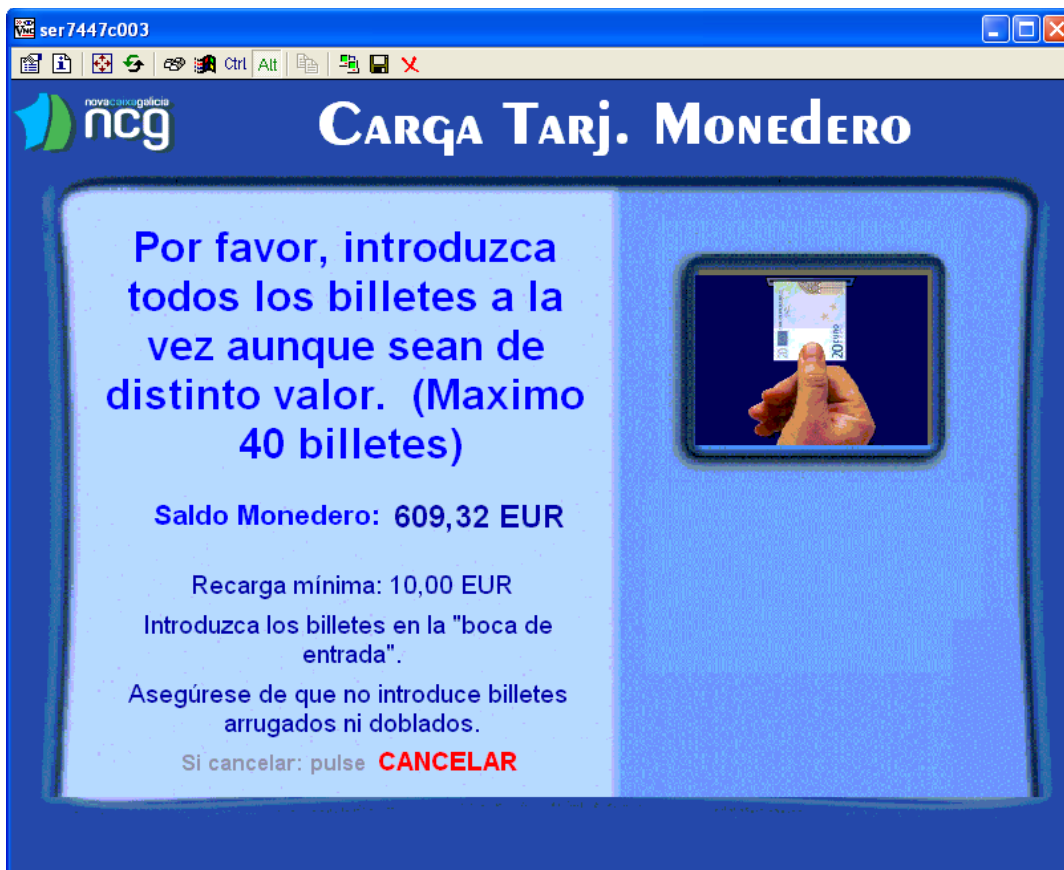 ser7447c003
Ctrl Alt
novacaixagalicia
ncg
Carga Tarj. Monedero
Por favor, introduzca
todos los billetes a la
vez aunque sean de
distinto valor. (Maximo
40 billetes)
20 EURO
Saldo Monedero: 609,32 EUR
Recarga mínima: 10,00 EUR
Introduzca los billetes en la "boca de
entrada".
Asegúrese de que no introduce billetes
arrugados ni doblados.
Si cancelar: pulse CANCELAR